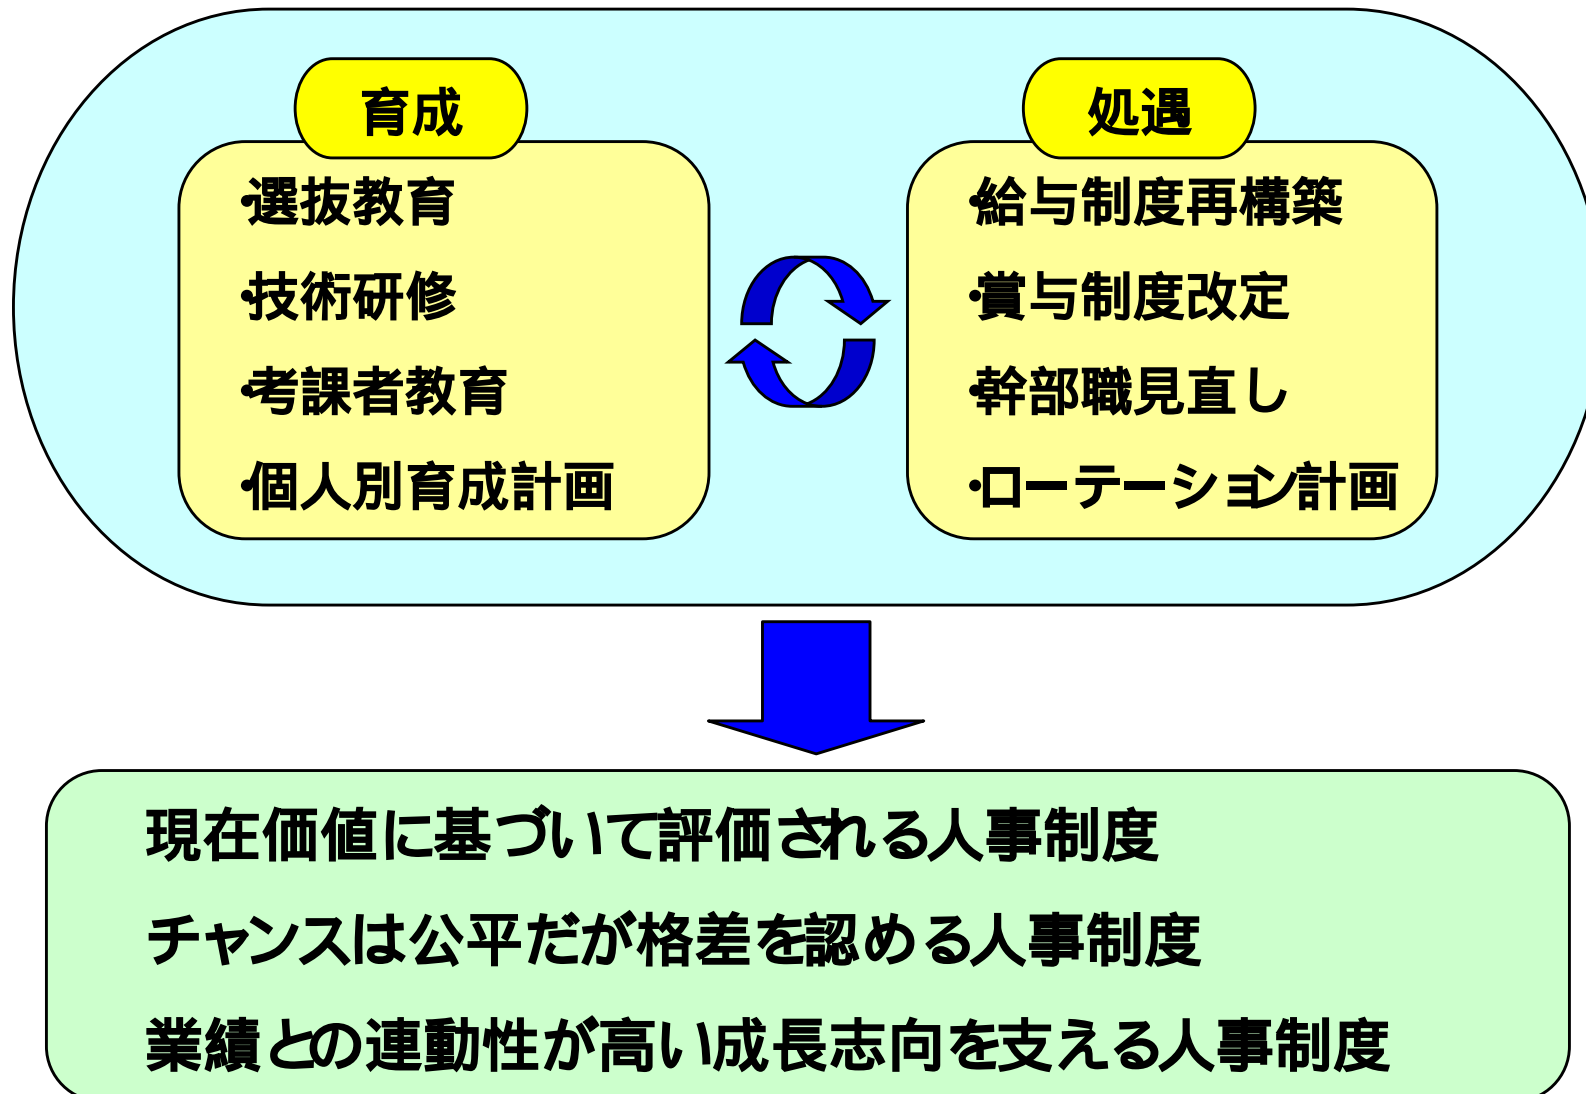 育成
・選抜教育
・技術研修
・考課者教育
・個人別育成計画
処遇
・給与制度再構築
・賞与制度改定
・幹部職見直し
・ローテーション計画
現在価値に基づいて評価される人事制度
チャンスは公平だが格差を認める人事制度
業績との連動性が高い成長志向を支える人事制度